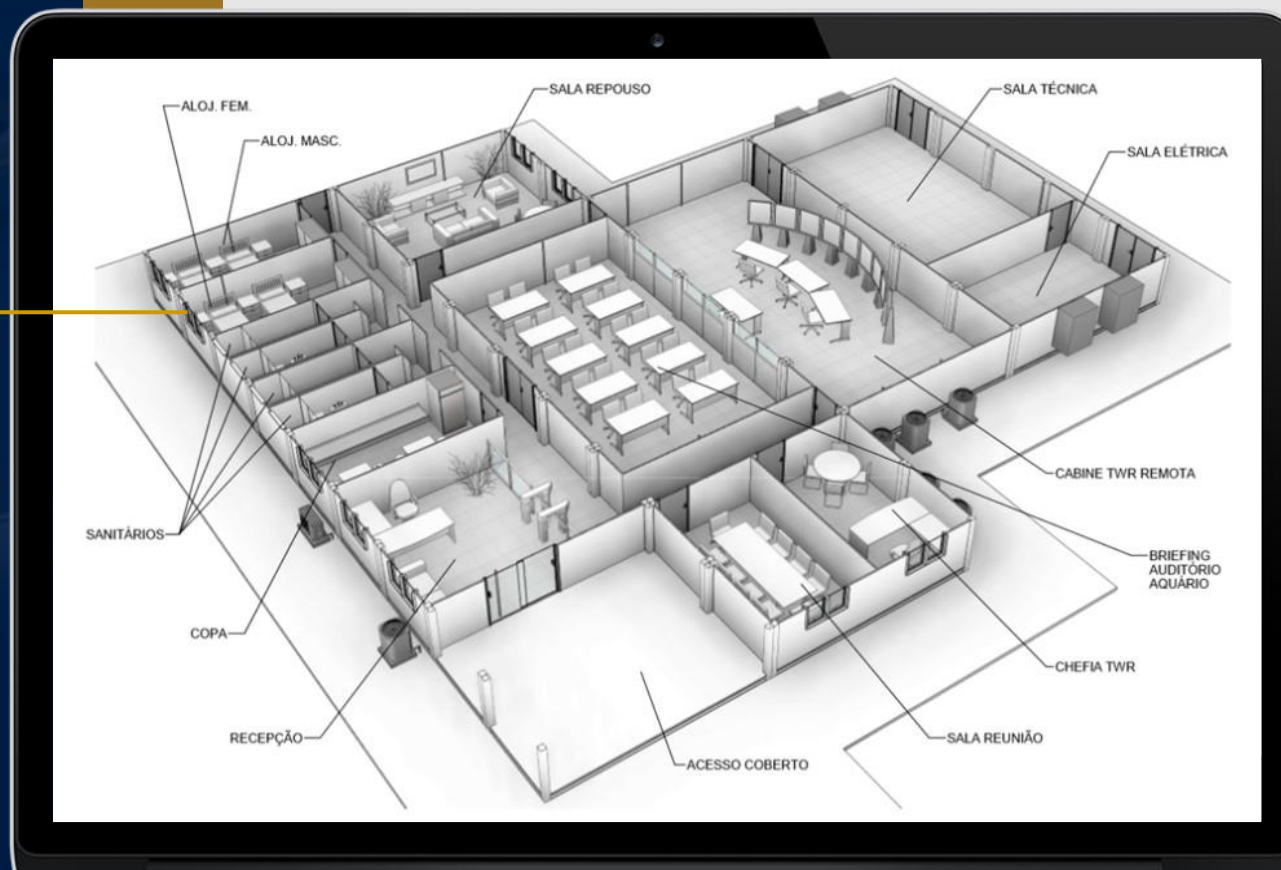 SALA REPOUSO
SALA TÉCNICA
ALOJ. FEM.
ALOJ. MASC.
SALA ELÉTRICA
CABINE TWR REMOTA
SANITÁRIOS
BRIEFING
AUDITÓRIO
AQUÁRIO
COPA
CHEFIA TWR
RECEPÇÃO
SALA REUNIÃO
ACESSO COBERTO